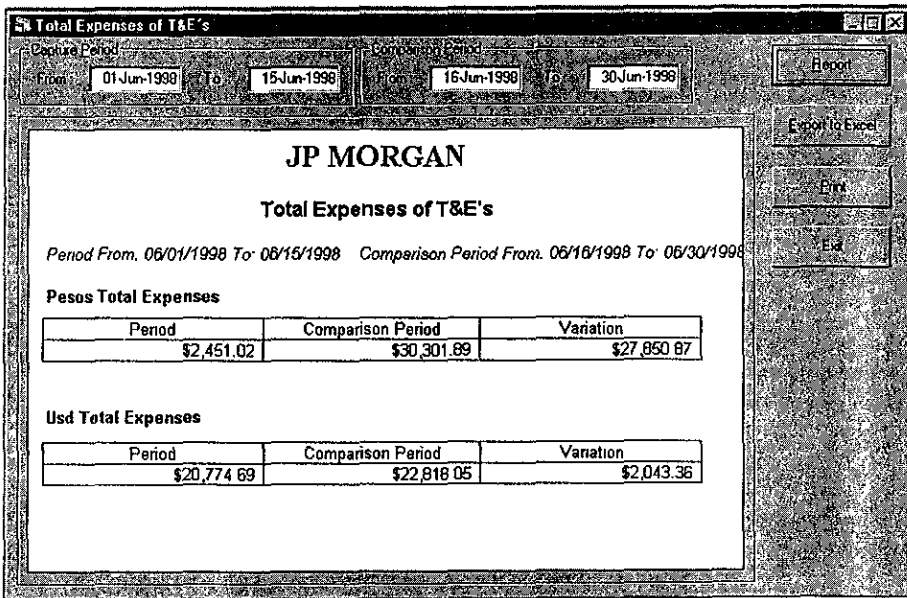 Total Expenses of T&E's
Capture Period Comparison Period
From : 01-Jun-1998 To : 15-Jun-1998 From : 16-Jun-1998 To : 30-Jun-1998 Report
Export to Excel
Print
Exit
JP MORGAN
Total Expenses of T&E's
Period From. 06/01/1998 To· 06/15/1998 Comparison Period From. 06/16/1998 To· 06/30/1998
Pesos Total Expenses
Period Comparison Period Variation
$2,451.02 $30,301.89 $27,850 87
Usd Total Expenses
Period Comparison Period Variation
$20,774 69 $22,818 05 $2,043.36